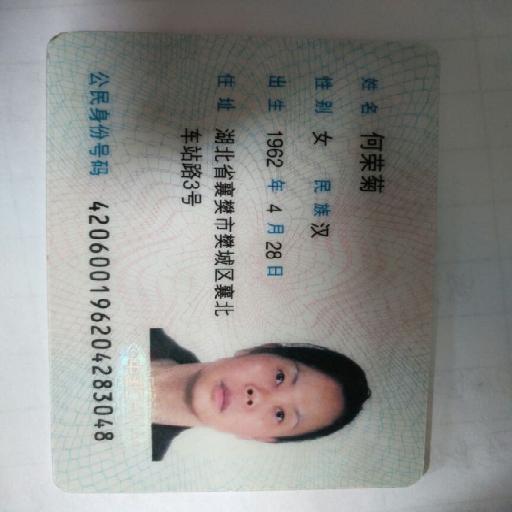 姓名 何荣菊
性别 女 民族 汉
出生 1962 年 4 月 28 日
住址 湖北省襄樊市樊城区襄北
车站路3号
公民身份号码 420600196204283048